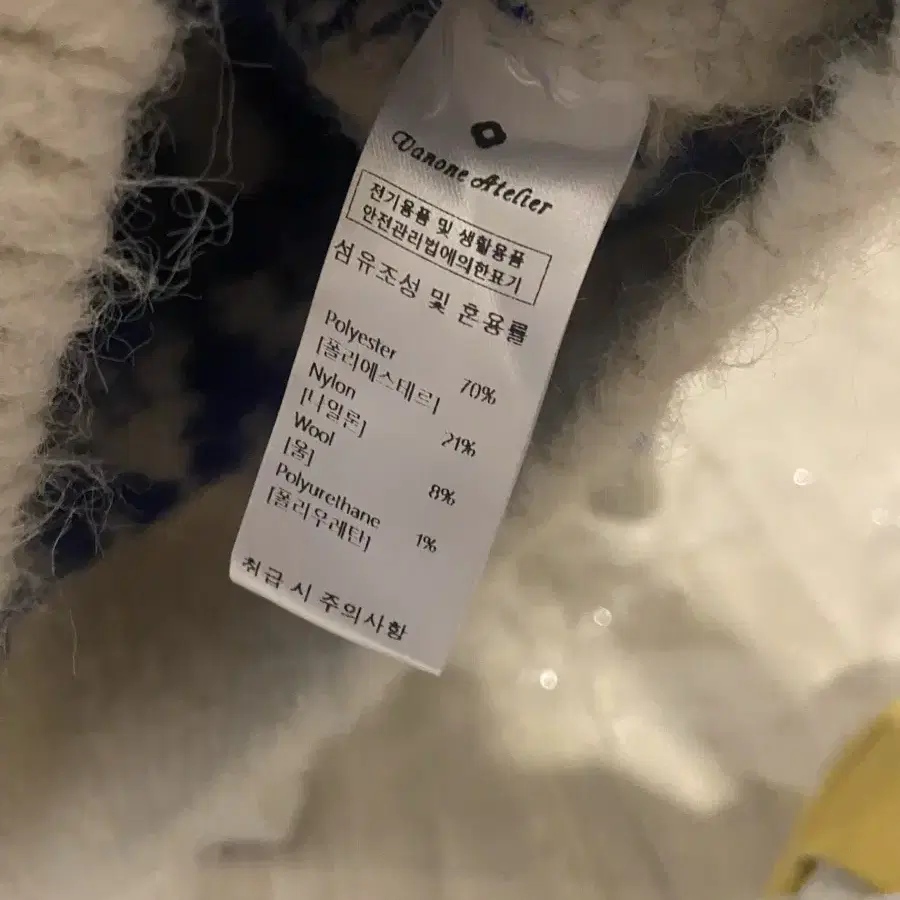 Vanone Atelier
전기용품 및 생활용품
안전관리법에의한표기
섬유조성 및 혼용률
Polyester 70%
[폴리에스테르]
Nylon 21%
[나일론]
Wool 8%
[울]
Polyurethane 1%
[폴리우레탄]
취급 시 주의사항